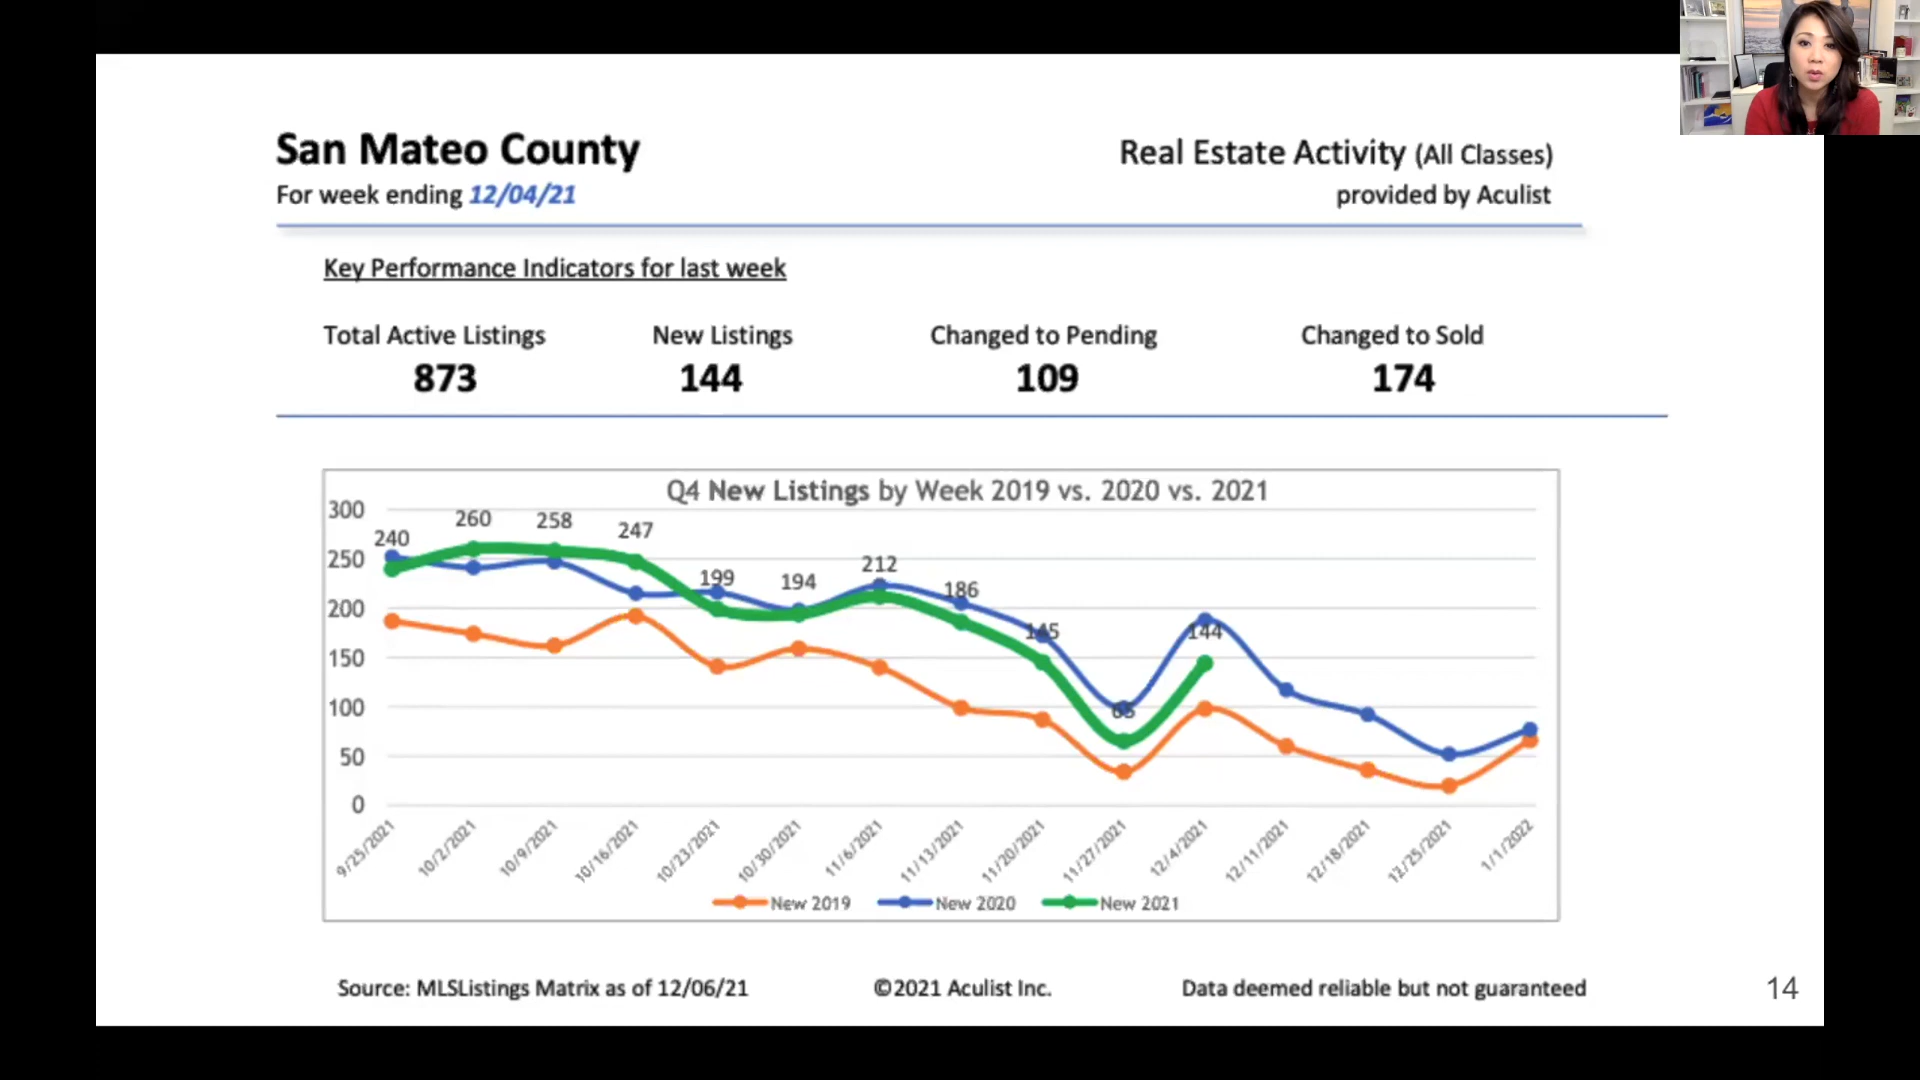 San Mateo County
Real Estate Activity (All Classes)
For week ending 12/04/21
provided by Aculist
Key Performance Indicators for last week
Total Active Listings New Listings Changed to Pending Changed to Sold
873 144 109 174
Q4 New Listings by Week 2019 vs. 2020 vs. 2021
300
250
200
150
100
50
0
240 260 258 247 199 194 212 186 145 65 144
9/25/2021 10/2/2021 10/9/2021 10/16/2021 10/23/2021 10/30/2021 11/6/2021 11/13/2021 11/20/2021 11/27/2021 12/4/2021 12/11/2021 12/18/2021 12/25/2021 1/1/2022
New 2019 New 2020 New 2021
Source: MLSListings Matrix as of 12/06/21 ©2021 Aculist Inc. Data deemed reliable but not guaranteed
14